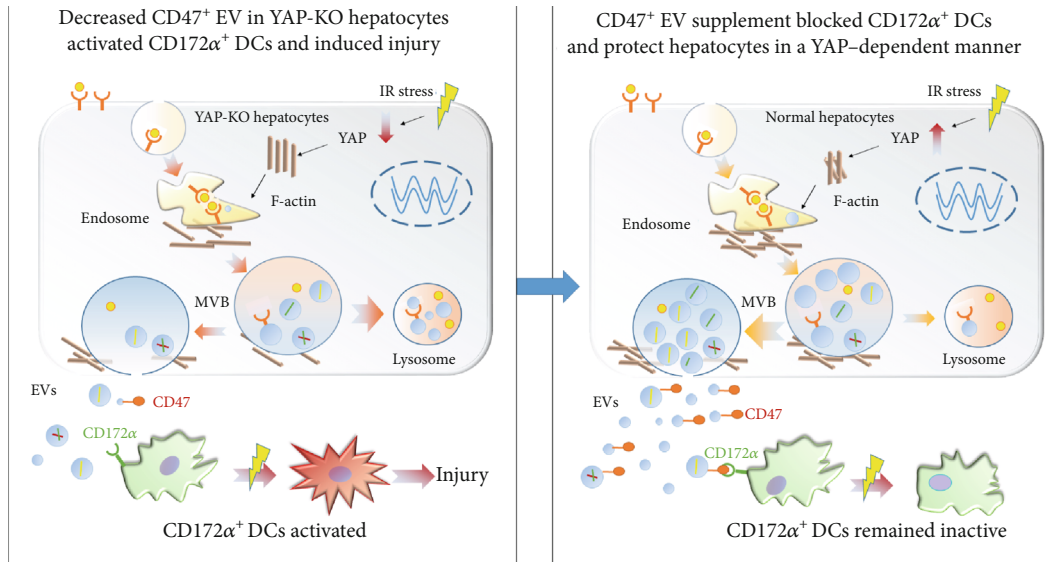 Decreased CD47⁺ EV in YAP-KO hepatocytes
activated CD172α⁺ DCs and induced injury
IR stress
YAP-KO hepatocytes
YAP
F-actin
Endosome
MVB
Lysosome
EVs
CD47
CD172α
Injury
CD172α⁺ DCs activated
CD47⁺ EV supplement blocked CD172α⁺ DCs
and protect hepatocytes in a YAP–dependent manner
IR stress
Normal hepatocytes
YAP
F-actin
Endosome
MVB
Lysosome
EVs
CD47
CD172α
CD172α⁺ DCs remained inactive